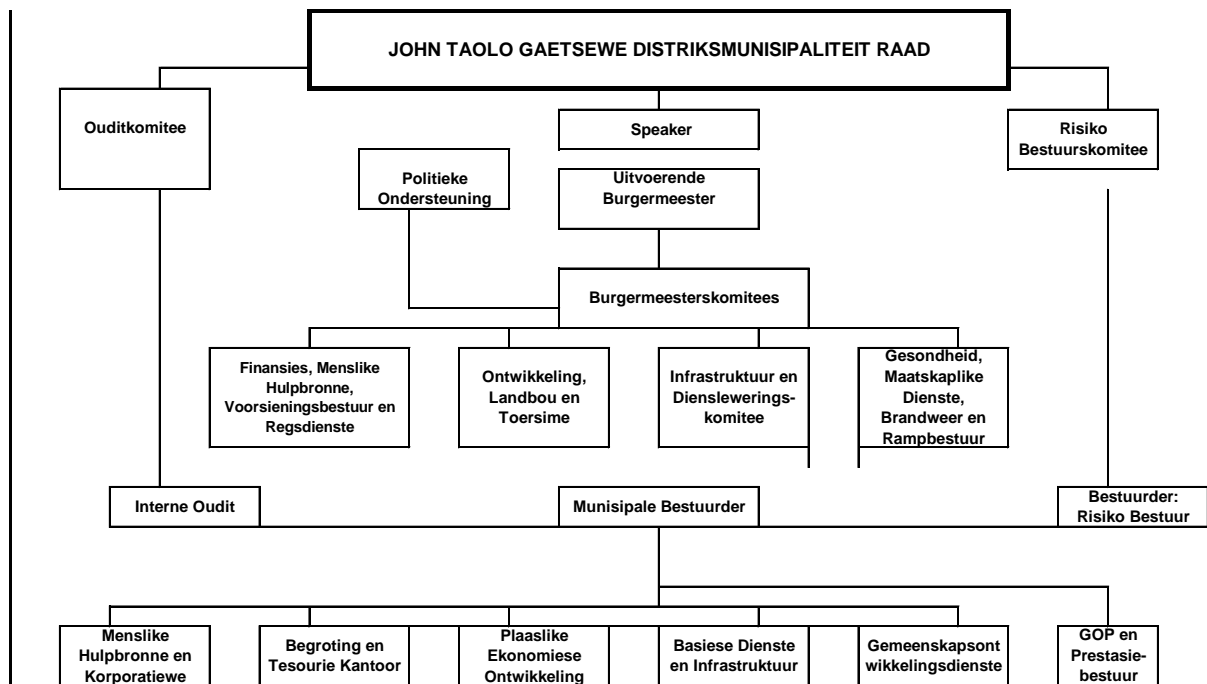 JOHN TAOLO GAETSEWE DISTRIKSMUNISIPALITEIT RAAD
Ouditkomitee
Speaker
Risiko
Bestuurskomitee
Politieke
Ondersteuning
Uitvoerende
Burgermeester
Burgermeesterskomitees
Finansies, Menslike
Hulpbronne,
Voorsieningsbestuur en
Regsdienste
Ontwikkeling,
Landbou en
Toersime
Infrastruktuur en
Diensleweringskomitee
Gesondheid,
Maatskaplike
Dienste,
Brandweer en
Rampbestuur
Interne Oudit
Munisipale Bestuurder
Bestuurder:
Risiko Bestuur
Menslike
Hulpbronne en
Korporatiewe
Begroting en
Tesourie Kantoor
Plaaslike
Ekonomiese
Ontwikkeling
Basiese Dienste
en Infrastruktuur
Gemeenskapsont
wikkelingsdienste
GOP en
Prestasie-
bestuur